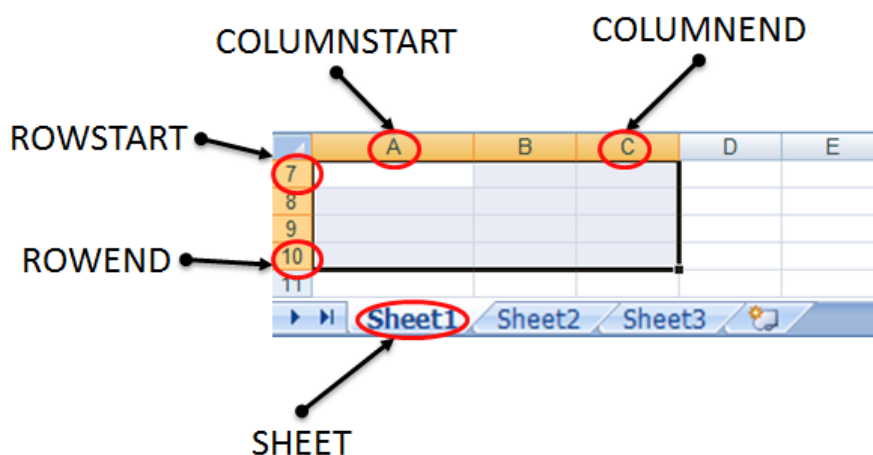 COLUMNSTART
COLUMNEND
ROWSTART
A B C D E
7
8
9
ROWEND
10
11
Sheet1 Sheet2 Sheet3
SHEET